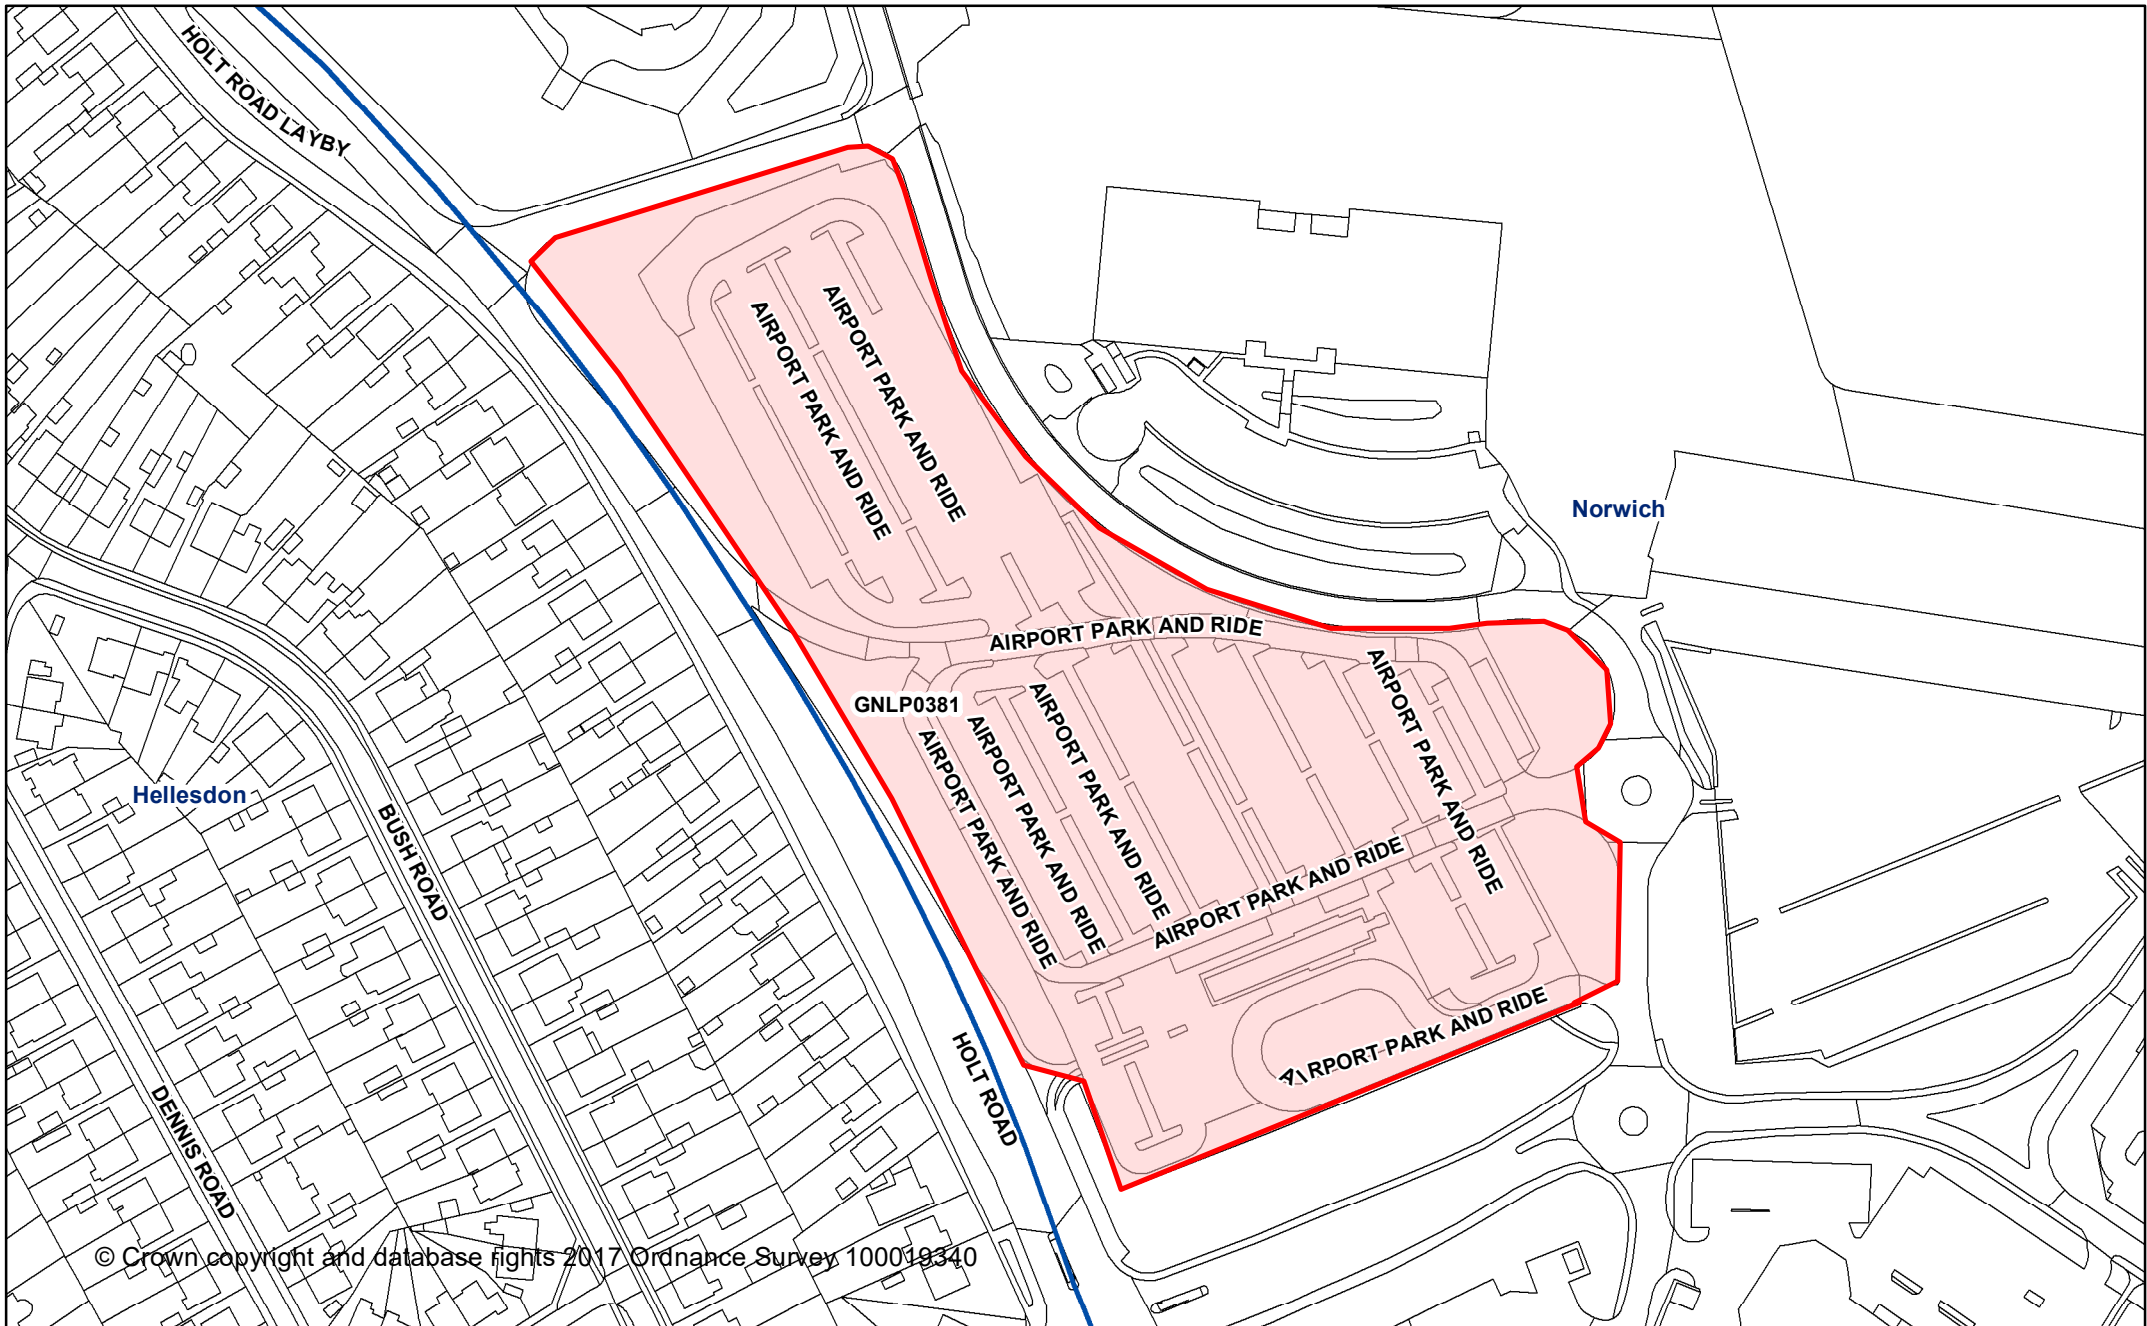 HOLT ROAD LAYBY
AIRPORT PARK AND RIDE
AIRPORT PARK AND RIDE
Norwich
AIRPORT PARK AND RIDE
GNLP0381
AIRPORT PARK AND RIDE
AIRPORT PARK AND RIDE
AIRPORT PARK AND RIDE
AIRPORT PARK AND RIDE
Hellesdon
BUSH ROAD
AIRPORT PARK AND RIDE
AIRPORT PARK AND RIDE
HOLT ROAD
DENNIS ROAD
© Crown copyright and database rights 2017 Ordnance Survey 100019340